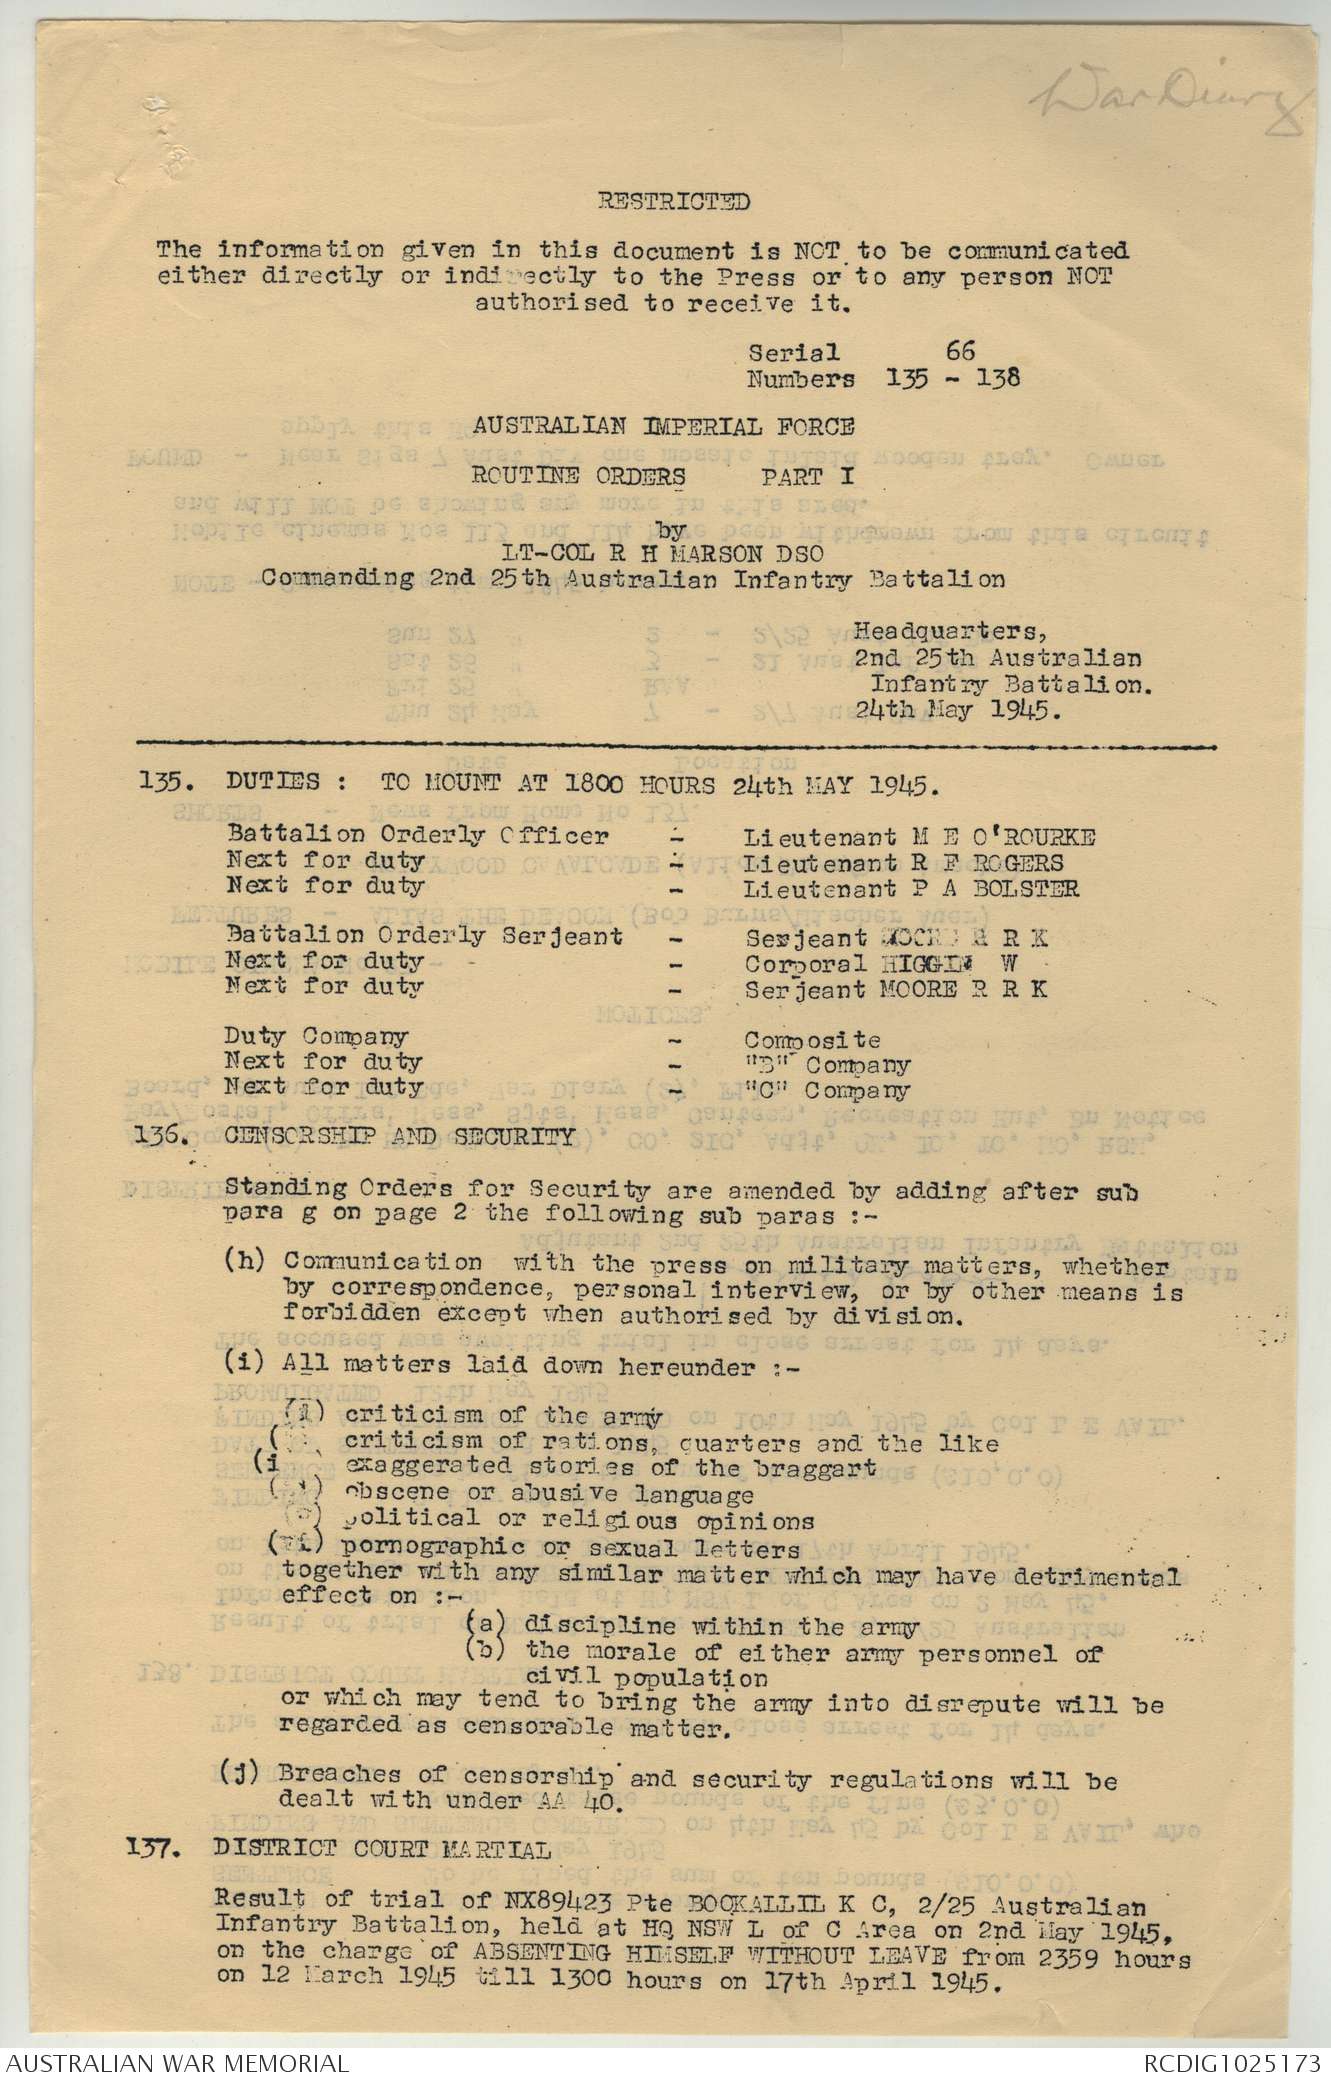 War Diary
RESTRICTED
The information given in this document is NOT to be communicated
either directly or indirectly to the Press or to any person NOT
authorised to receive it.
Serial 66
Numbers 135 - 138
AUSTRALIAN IMPERIAL FORCE
ROUTINE ORDERS PART I
by
LT-COL R H MARSON DSO
Commanding 2nd 25th Australian Infantry Battalion
Headquarters,
2nd 25th Australian
Infantry Battalion.
24th May 1945.
135. DUTIES : TO MOUNT AT 1800 HOURS 24th MAY 1945.
Battalion Orderly Officer - Lieutenant M E O'ROURKE
Next for duty - Lieutenant R F ROGERS
Next for duty - Lieutenant P A BOLSTER
Battalion Orderly Serjeant - Serjeant R R K
Next for duty - Corporal HIGGIN W
Next for duty - Serjeant MOORE R R K
Duty Company - Composite
Next for duty - "B" Company
Next for duty - "C" Company
136. CENSORSHIP AND SECURITY
Standing Orders for Security are amended by adding after sub
para g on page 2 the following sub paras :-
(h) Communication with the press on military matters, whether
by correspondence, personal interview, or by other means is
forbidden except when authorised by division.
(i) All matters laid down hereunder :-
criticism of the army
criticism of rations, quarters and the like
exaggerated stories of the braggart
obscene or abusive language
political or religious opinions
(vi) pornographic or sexual letters
together with any similar matter which may have detrimental
effect on :-
(a) discipline within the army
(b) the morale of either army personnel of
civil population
or which may tend to bring the army into disrepute will be
regarded as censorable matter.
(j) Breaches of censorship and security regulations will be
dealt with under AA 40.
137. DISTRICT COURT MARTIAL
Result of trial of NX89423 Pte BOCKALLIL K C, 2/25 Australian
Infantry Battalion, held at HQ NSW L of C Area on 2nd May 1945,
on the charge of ABSENTING HIMSELF WITHOUT LEAVE from 2359 hours
on 12 March 1945 till 1300 hours on 17th April 1945.
AUSTRALIAN WAR MEMORIAL
RCDIG1025173